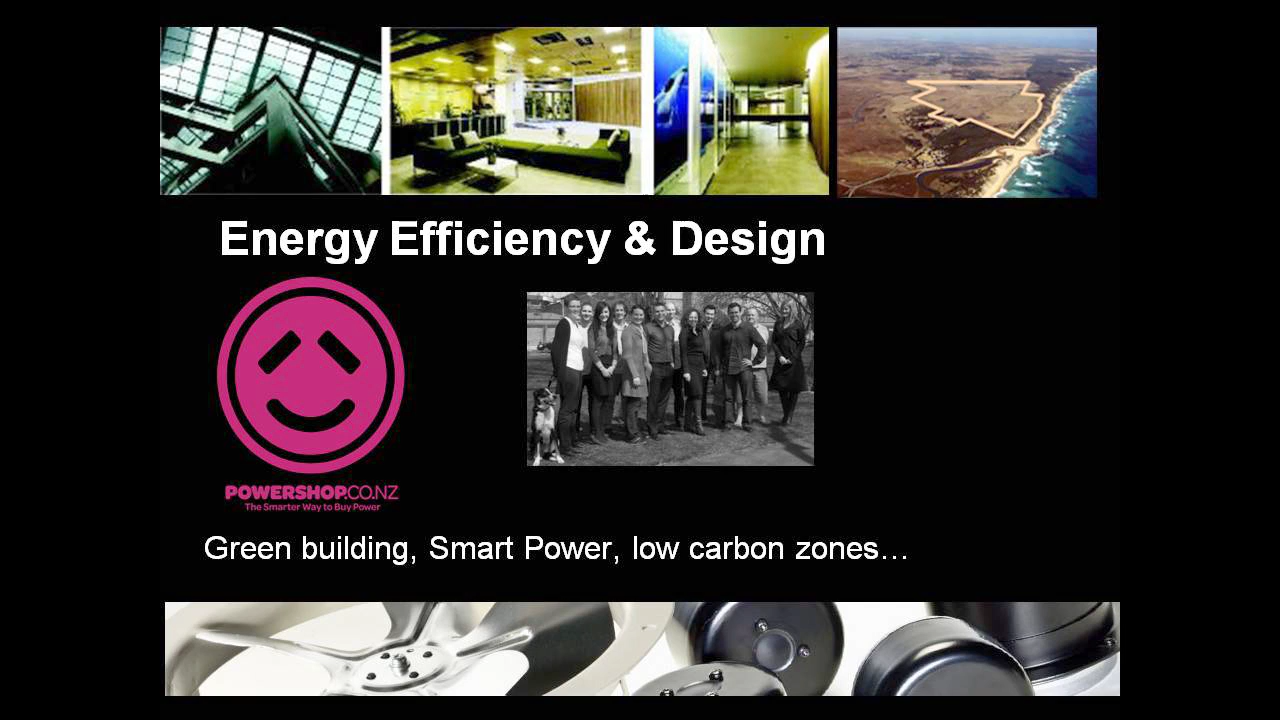 Energy Efficiency & Design
POWERSHOP.CO.NZ
The Smarter Way to Buy Power
Green building, Smart Power, low carbon zones…